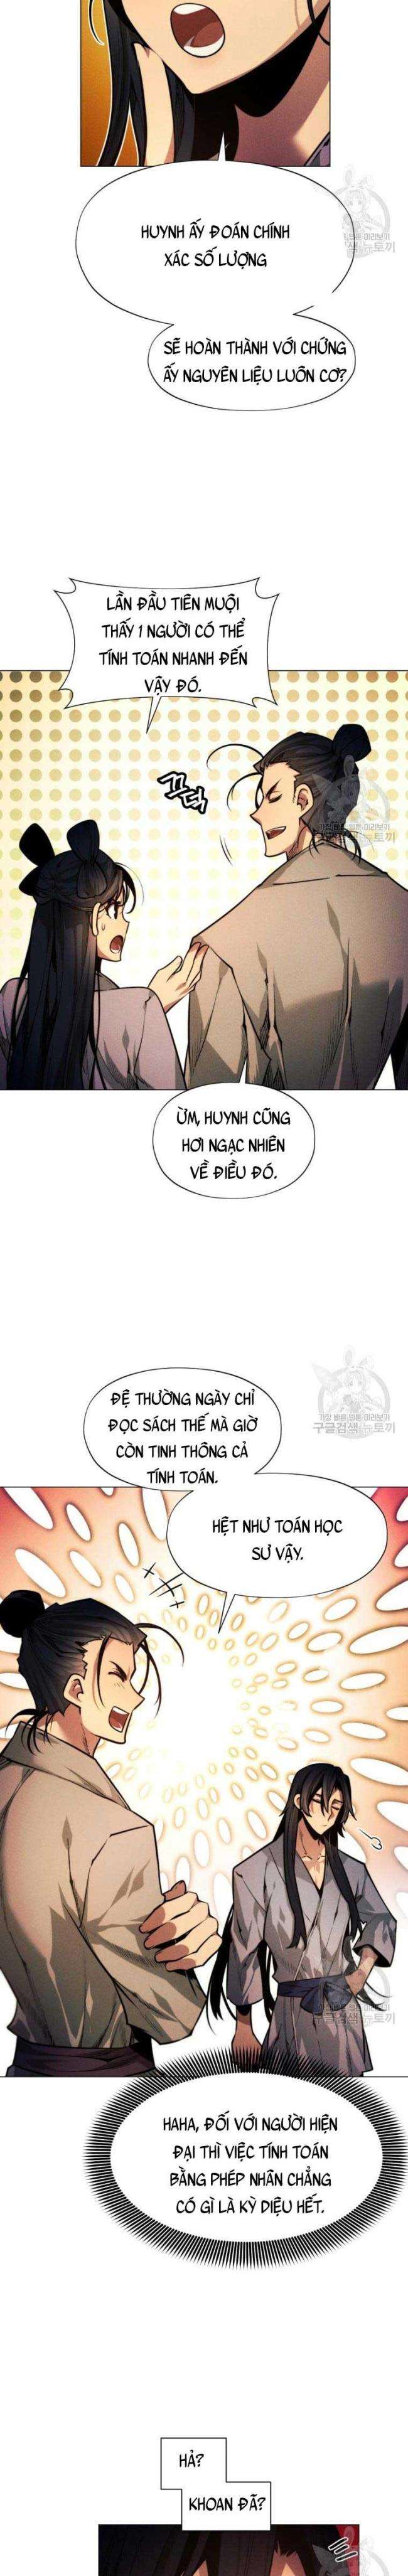 HUYNH ẤY ĐOÁN CHÍNH
XÁC SỐ LƯỢNG
SẼ HOÀN THÀNH VỚI CHỪNG
ẤY NGUYÊN LIỆU LUÔN CƠ?
LẦN ĐẦU TIÊN MUỘI
THẤY 1 NGƯỜI CÓ THỂ
TÍNH TOÁN NHANH ĐẾN
VẬY ĐÓ.
ỪM, HUYNH CŨNG
HƠI NGẠC NHIÊN
VỀ ĐIỀU ĐÓ.
ĐỆ THƯỜNG NGÀY CHỈ
ĐỌC SÁCH THẾ MÀ GIỜ
CÒN TINH THÔNG CẢ
TÍNH TOÁN.
HỆT NHƯ TOÁN HỌC
SƯ VẬY.
HAHA, ĐỐI VỚI NGƯỜI HIỆN
ĐẠI THÌ VIỆC TÍNH TOÁN
BẰNG PHÉP NHÂN CHẲNG
CÓ GÌ LÀ KỲ DIỆU HẾT.
HẢ?
KHOAN ĐÃ?